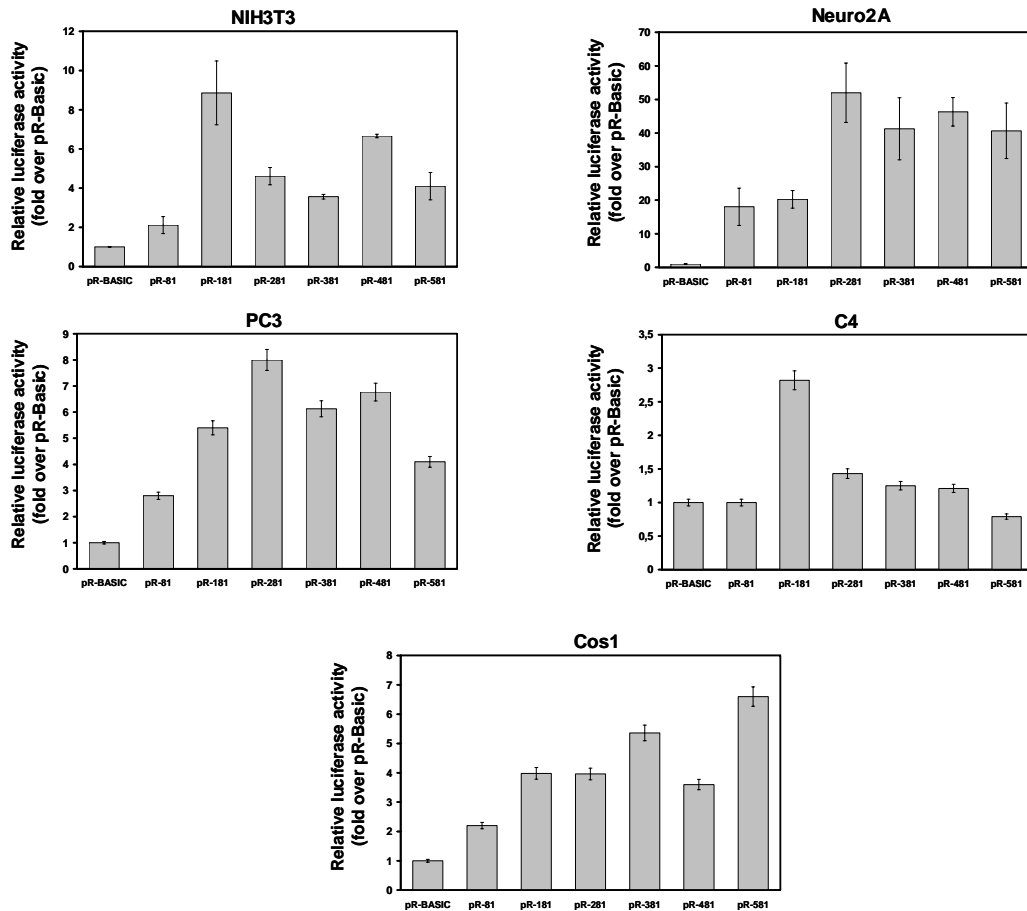 NIH3T3
Relative luciferase activity
(fold over pR-Basic)
12
10
8
6
4
2
0
pR-BASIC pR-81 pR-181 pR-281 pR-381 pR-481 pR-581
Neuro2A
Relative luciferase activity
(fold over pR-Basic)
70
60
50
40
30
20
10
0
pR-BASIC pR-81 pR-181 pR-281 pR-381 pR-481 pR-581
PC3
Relative luciferase activity
(fold over pR-Basic)
9
8
7
6
5
4
3
2
1
0
pR-BASIC pR-81 pR-181 pR-281 pR-381 pR-481 pR-581
C4
Relative luciferase activity
(fold over pR-Basic)
3,5
3
2,5
2
1,5
1
0,5
0
pR-BASIC pR-81 pR-181 pR-281 pR-381 pR-481 pR-581
Cos1
Relative luciferase activity
(fold over pR-Basic)
8
7
6
5
4
3
2
1
0
pR-BASIC pR-81 pR-181 pR-281 pR-381 pR-481 pR-581